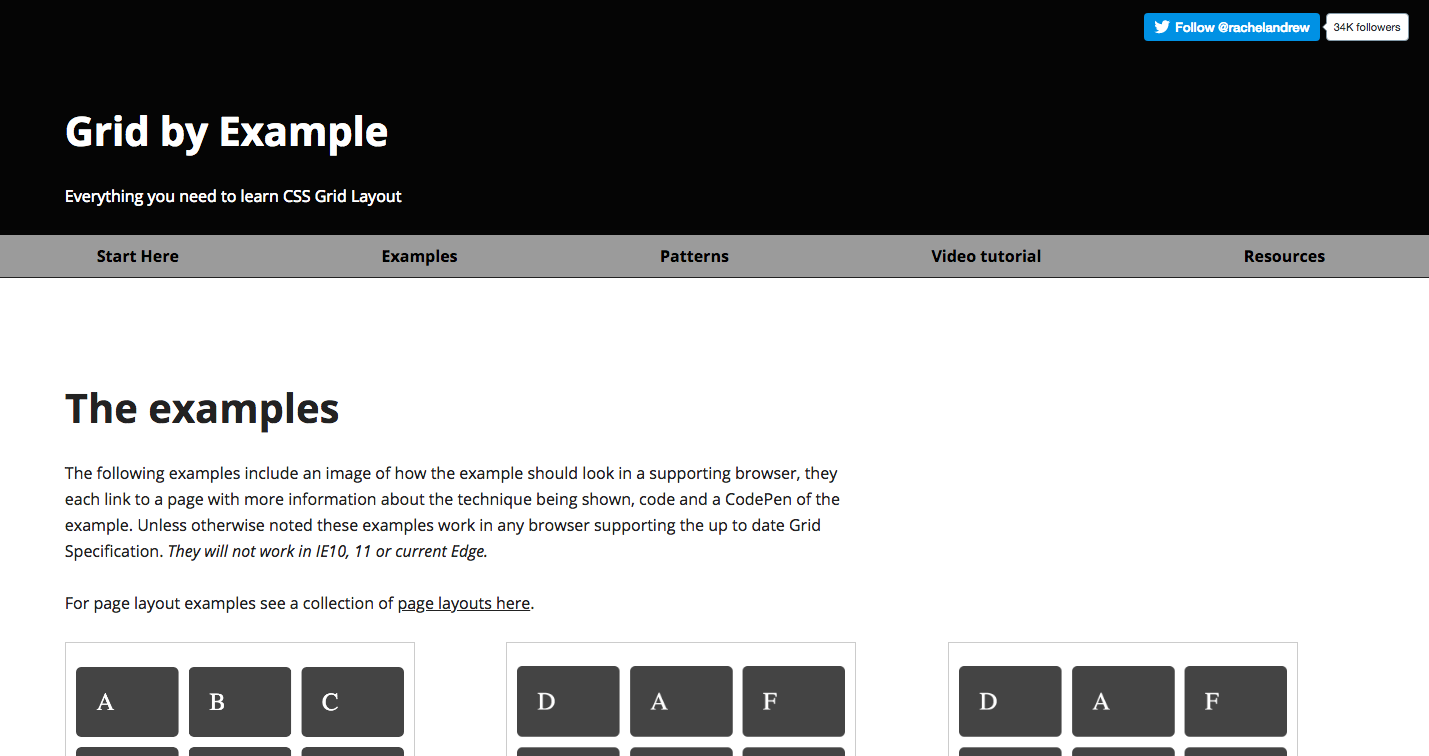 Follow @rachelandrew
34K followers
Grid by Example
Everything you need to learn CSS Grid Layout
Start Here
Examples
Patterns
Video tutorial
Resources
The examples
The following examples include an image of how the example should look in a supporting browser, they
each link to a page with more information about the technique being shown, code and a CodePen of the
example. Unless otherwise noted these examples work in any browser supporting the up to date Grid
Specification. They will not work in IE10, 11 or current Edge.
For page layout examples see a collection of page layouts here.
A B C
D A F
D A F